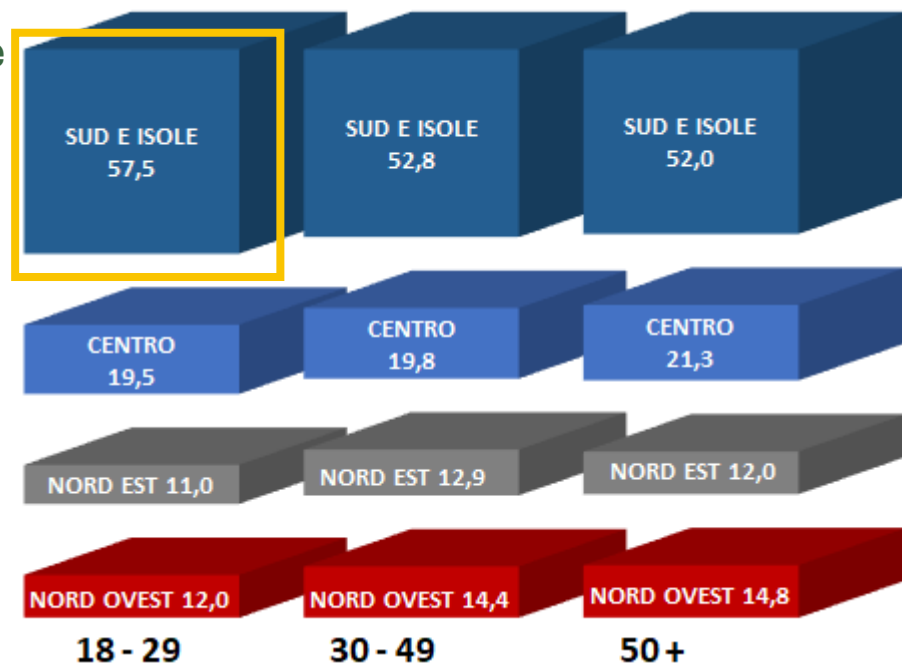 e
SUD E ISOLE
57,5
SUD E ISOLE
52,8
SUD E ISOLE
52,0
CENTRO
19,5
CENTRO
19,8
CENTRO
21,3
NORD EST 11,0
NORD EST 12,9
NORD EST 12,0
NORD OVEST 12,0
NORD OVEST 14,4
NORD OVEST 14,8
18 - 29
30 - 49
50 +